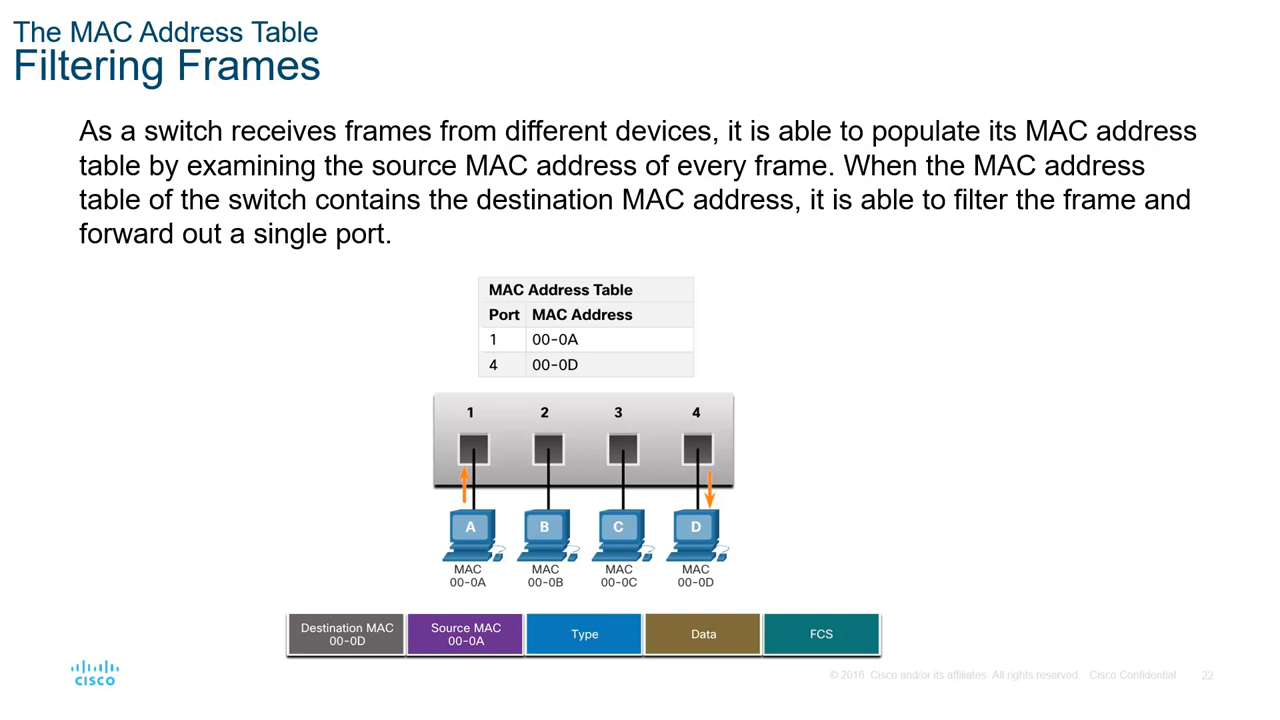 The MAC Address Table
Filtering Frames
As a switch receives frames from different devices, it is able to populate its MAC address
table by examining the source MAC address of every frame. When the MAC address
table of the switch contains the destination MAC address, it is able to filter the frame and
forward out a single port.
MAC Address Table
Port MAC Address
1 00-0A
4 00-0D
1 2 3 4
A B C D
MAC MAC MAC MAC
00-0A 00-0B 00-0C 00-0D
Destination MAC Source MAC Type Data FCS
00-0D 00-0A
CISCO
© 2016 Cisco and/or its affiliates. All rights reserved. Cisco Confidential 22